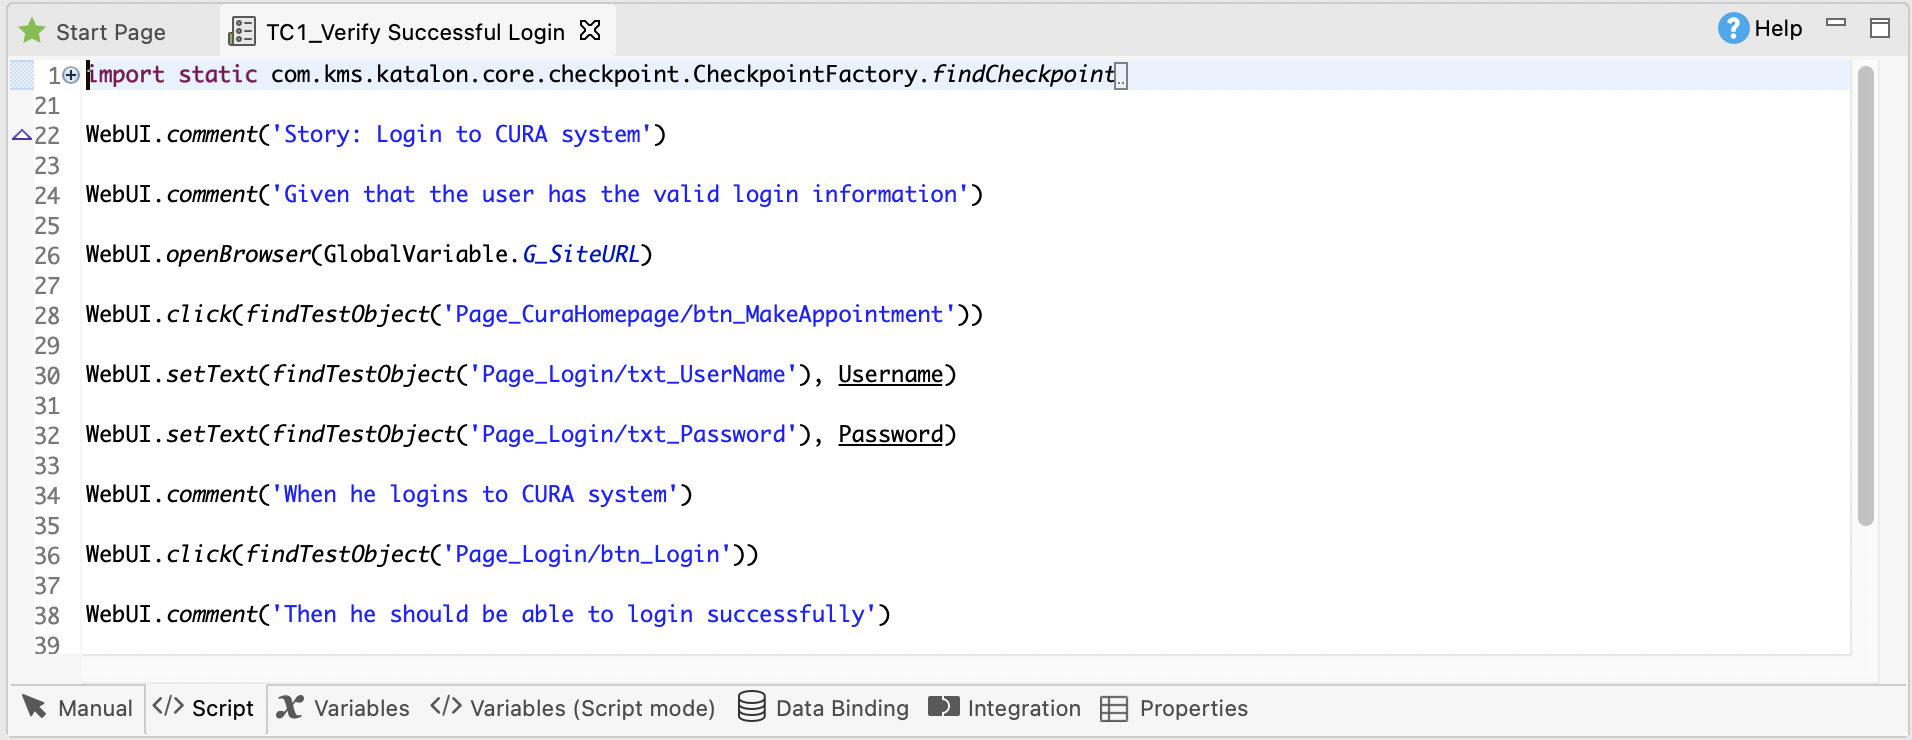 Start Page TC1_Verify Successful Login ? Help
1 import static com.kms.katalon.core.checkpoint.CheckpointFactory.findCheckpoint
21
22 WebUI.comment('Story: Login to CURA system')
23
24 WebUI.comment('Given that the user has the valid login information')
25
26 WebUI.openBrowser(GlobalVariable.G_SiteURL)
27
28 WebUI.click(findTestObject('Page_CuraHomepage/btn_MakeAppointment'))
29
30 WebUI.setText(findTestObject('Page_Login/txt_UserName'), Username)
31
32 WebUI.setText(findTestObject('Page_Login/txt_Password'), Password)
33
34 WebUI.comment('When he logins to CURA system')
35
36 WebUI.click(findTestObject('Page_Login/btn_Login'))
37
38 WebUI.comment('Then he should be able to login successfully')
39
Manual </> Script Variables </> Variables (Script mode) Data Binding Integration Properties